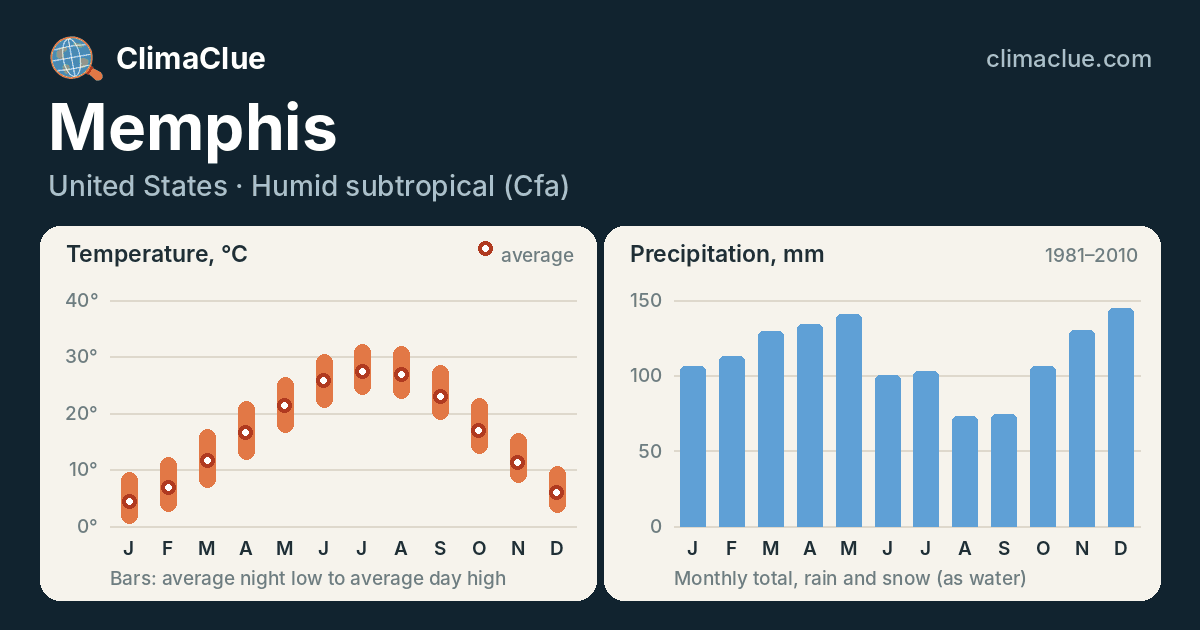 ClimaClue
climaclue.com
Memphis
United States · Humid subtropical (Cfa)
Temperature, °C
average
40°
30°
20°
10°
0°
J F M A M J J A S O N D
Bars: average night low to average day high
Precipitation, mm
1981–2010
150
100
50
0
J F M A M J J A S O N D
Monthly total, rain and snow (as water)